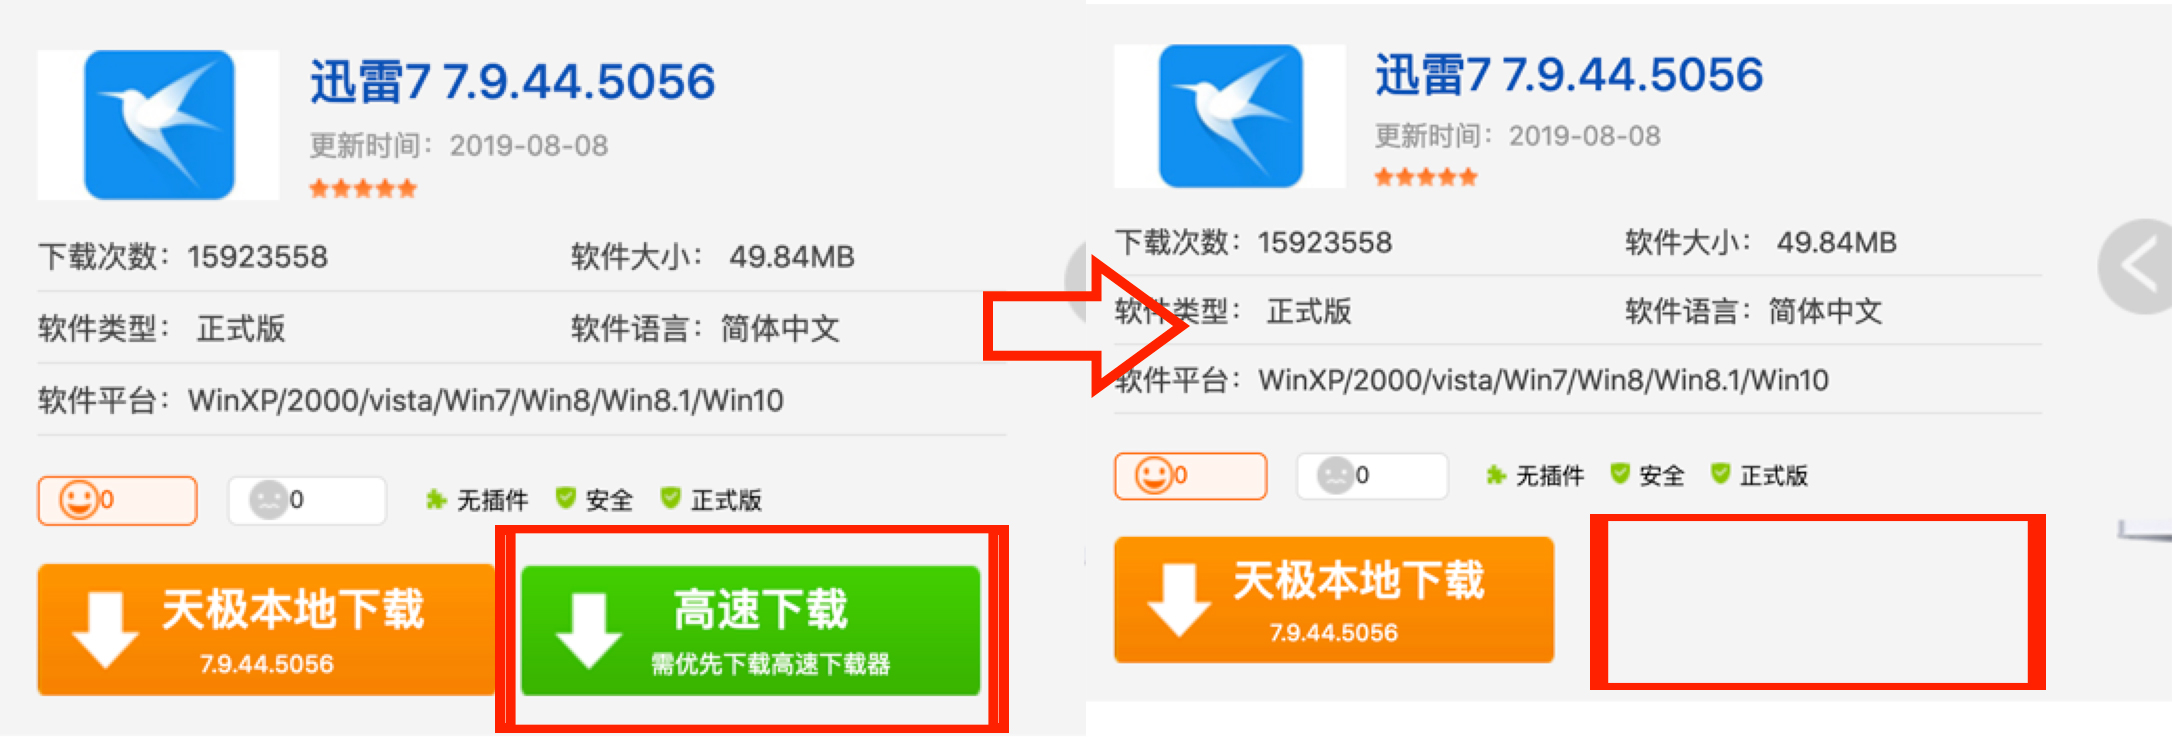 迅雷7 7.9.44.5056
更新时间：2019-08-08
下载次数：15923558
软件大小： 49.84MB
软件类型： 正式版
软件语言：简体中文
软件平台：WinXP/2000/vista/Win7/Win8/Win8.1/Win10
0
0
无插件
安全
正式版
天极本地下载
7.9.44.5056
高速下载
需优先下载高速下载器
迅雷7 7.9.44.5056
更新时间：2019-08-08
下载次数：15923558
软件大小： 49.84MB
软件类型： 正式版
软件语言：简体中文
软件平台：WinXP/2000/vista/Win7/Win8/Win8.1/Win10
0
0
无插件
安全
正式版
天极本地下载
7.9.44.5056